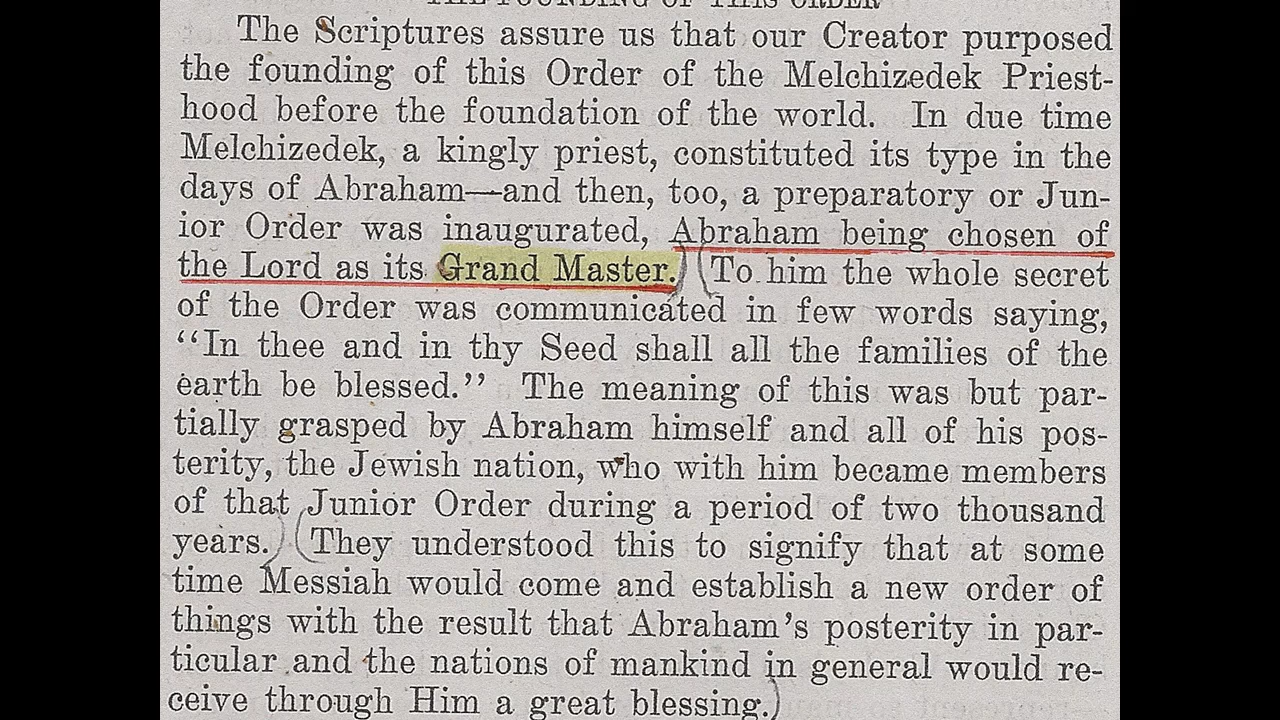 THE FOUNDING OF THIS ORDER
The Scriptures assure us that our Creator purposed
the founding of this Order of the Melchizedek Priest-
hood before the foundation of the world. In due time
Melchizedek, a kingly priest, constituted its type in the
days of Abraham—and then, too, a preparatory or Jun-
ior Order was inaugurated, Abraham being chosen of
the Lord as its Grand Master. To him the whole secret
of the Order was communicated in few words saying,
“In thee and in thy Seed shall all the families of the
earth be blessed.” The meaning of this was but par-
tially grasped by Abraham himself and all of his pos-
terity, the Jewish nation, who with him became members
of that Junior Order during a period of two thousand
years. They understood this to signify that at some
time Messiah would come and establish a new order of
things with the result that Abraham’s posterity in par-
ticular and the nations of mankind in general would re-
ceive through Him a great blessing.